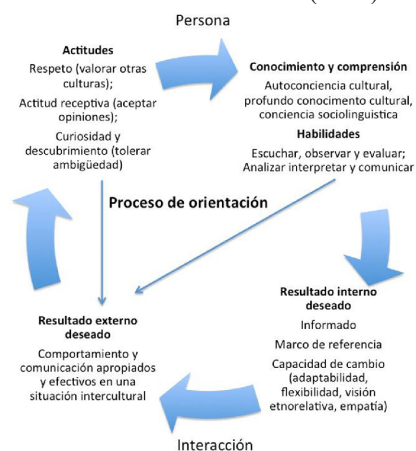 Persona
Actitudes
Respeto (valorar otras
culturas);
Actitud receptiva (aceptar
opiniones);
Curiosidad y
descubrimiento (tolerar
ambigüedad)
Conocimiento y comprensión
Autoconciencia cultural,
profundo conocimento cultural,
conciencia sociolinguistica
Habilidades
Escuchar, observar y evaluar;
Analizar interpretar y comunicar
Proceso de orientación
Resultado interno
deseado
Informado
Marco de referencia
Capacidad de cambio
(adaptabilidad,
flexibilidad, visión
etnorelative, empatía)
Resultado externo
deseado
Comportamiento y
comunicación apropiados
y efectivos en una
situación intercultural
Interacción